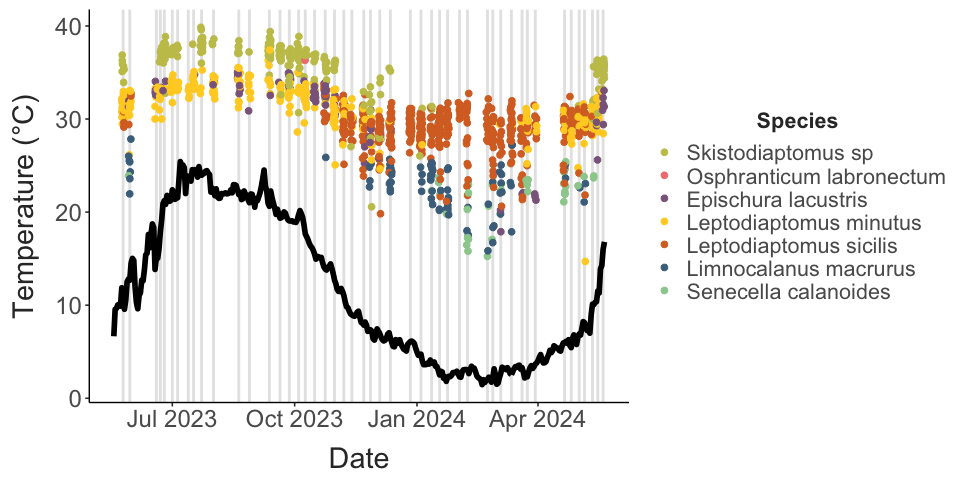 40
30
20
10
0
Temperature (°C)
Jul 2023
Oct 2023
Jan 2024
Apr 2024
Date
Species
Skistodiaptomus sp
Osphranticum labronectum
Epischura lacustris
Leptodiaptomus minutus
Leptodiaptomus sicilis
Limnocalanus macrurus
Senecella calanoides